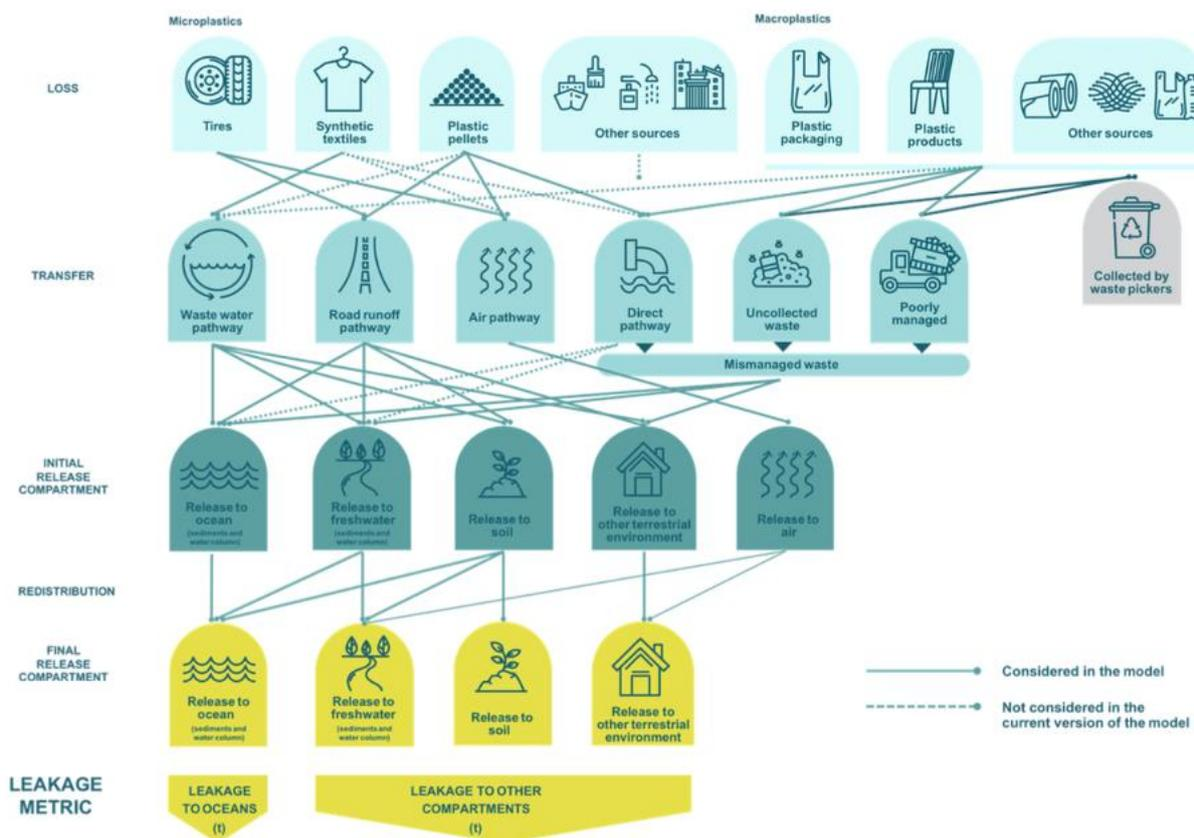 Microplastics
Macroplastics
LOSS
Tires
Synthetic
textiles
Plastic
pellets
Other sources
Plastic
packaging
Plastic
products
Other sources
TRANSFER
Waste water
pathway
Road runoff
pathway
Air pathway
Direct
pathway
Uncollected
waste
Poorly
managed
Collected by
waste pickers
Mismanaged waste
INITIAL
RELEASE
COMPARTMENT
Release to
ocean
(sediments and
water column)
Release to
freshwater
(sediments and
water column)
Release to
soil
Release to
other terrestrial
environment
Release to
air
REDISTRIBUTION
FINAL
RELEASE
COMPARTMENT
Release to
ocean
(sediments and
water column)
Release to
freshwater
(sediments and
water column)
Release to
soil
Release to
other terrestrial
environment
Considered in the model
Not considered in the
current version of the model
LEAKAGE
METRIC
LEAKAGE
TO OCEANS
(t)
LEAKAGE TO OTHER
COMPARTMENTS
(t)